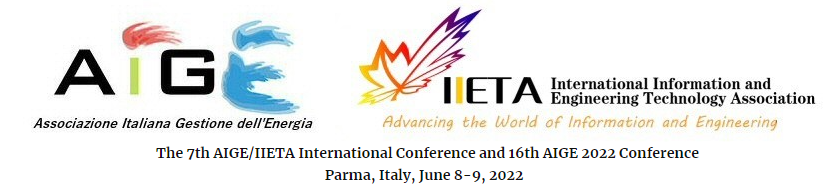 AiGE
Associazione Italiana Gestione dell'Energia
IIETA
International Information and
Engineering Technology Association
Advancing the World of Information and Engineering
The 7th AIGE/IIETA International Conference and 16th AIGE 2022 Conference
Parma, Italy, June 8-9, 2022